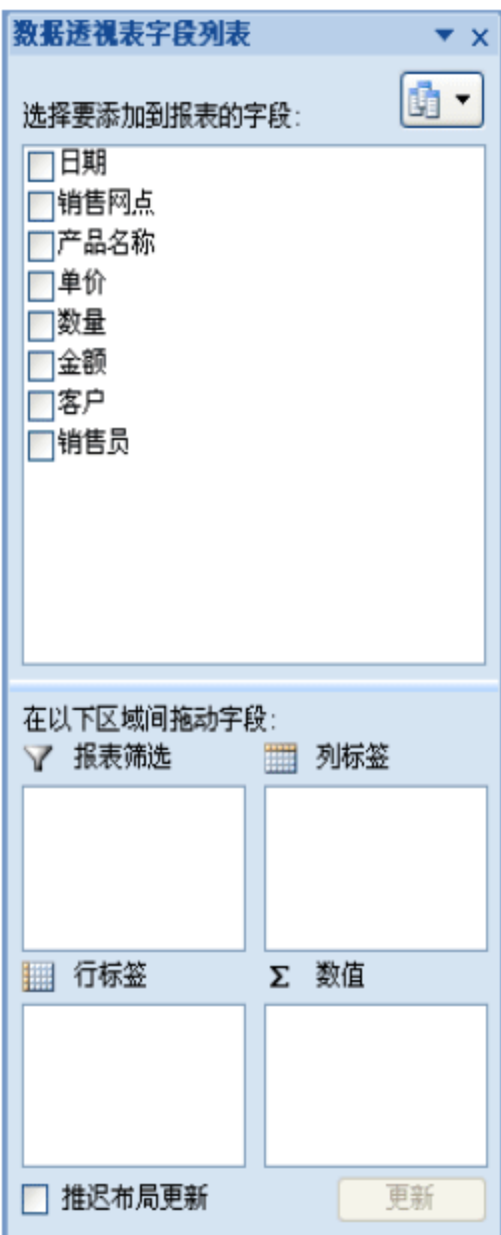 数据透视表字段列表
选择要添加到报表的字段:
日期
销售网点
产品名称
单价
数量
金额
客户
销售员
在以下区域间拖动字段:
报表筛选
列标签
行标签
Σ 数值
推迟布局更新
更新